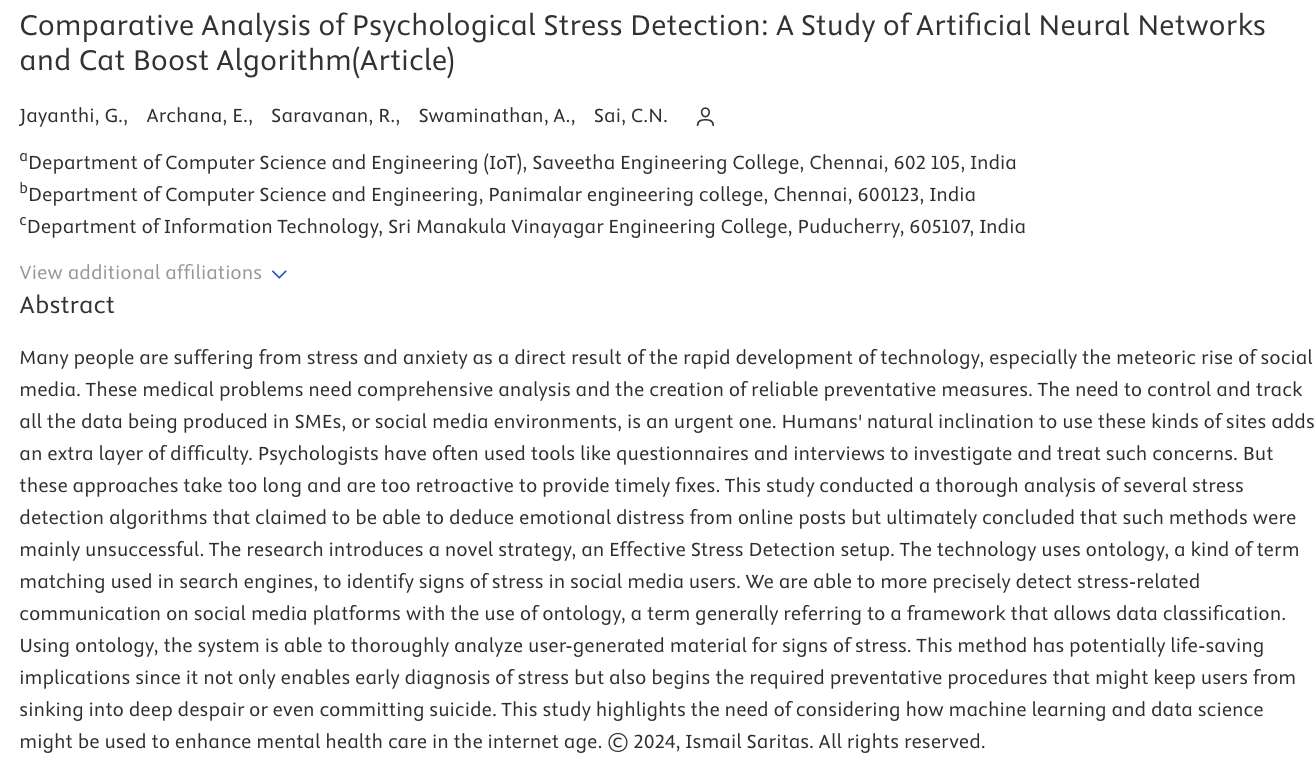 Comparative Analysis of Psychological Stress Detection: A Study of Artificial Neural Networks
and Cat Boost Algorithm(Article)
Jayanthi, G., Archana, E., Saravanan, R., Swaminathan, A., Sai, C.N.
aDepartment of Computer Science and Engineering (IoT), Saveetha Engineering College, Chennai, 602 105, India
bDepartment of Computer Science and Engineering, Panimalar engineering college, Chennai, 600123, India
cDepartment of Information Technology, Sri Manakula Vinayagar Engineering College, Puducherry, 605107, India
View additional affiliations
Abstract
Many people are suffering from stress and anxiety as a direct result of the rapid development of technology, especially the meteoric rise of social
media. These medical problems need comprehensive analysis and the creation of reliable preventative measures. The need to control and track
all the data being produced in SMEs, or social media environments, is an urgent one. Humans' natural inclination to use these kinds of sites adds
an extra layer of difficulty. Psychologists have often used tools like questionnaires and interviews to investigate and treat such concerns. But
these approaches take too long and are too retroactive to provide timely fixes. This study conducted a thorough analysis of several stress
detection algorithms that claimed to be able to deduce emotional distress from online posts but ultimately concluded that such methods were
mainly unsuccessful. The research introduces a novel strategy, an Effective Stress Detection setup. The technology uses ontology, a kind of term
matching used in search engines, to identify signs of stress in social media users. We are able to more precisely detect stress-related
communication on social media platforms with the use of ontology, a term generally referring to a framework that allows data classification.
Using ontology, the system is able to thoroughly analyze user-generated material for signs of stress. This method has potentially life-saving
implications since it not only enables early diagnosis of stress but also begins the required preventative procedures that might keep users from
sinking into deep despair or even committing suicide. This study highlights the need of considering how machine learning and data science
might be used to enhance mental health care in the internet age. © 2024, Ismail Saritas. All rights reserved.